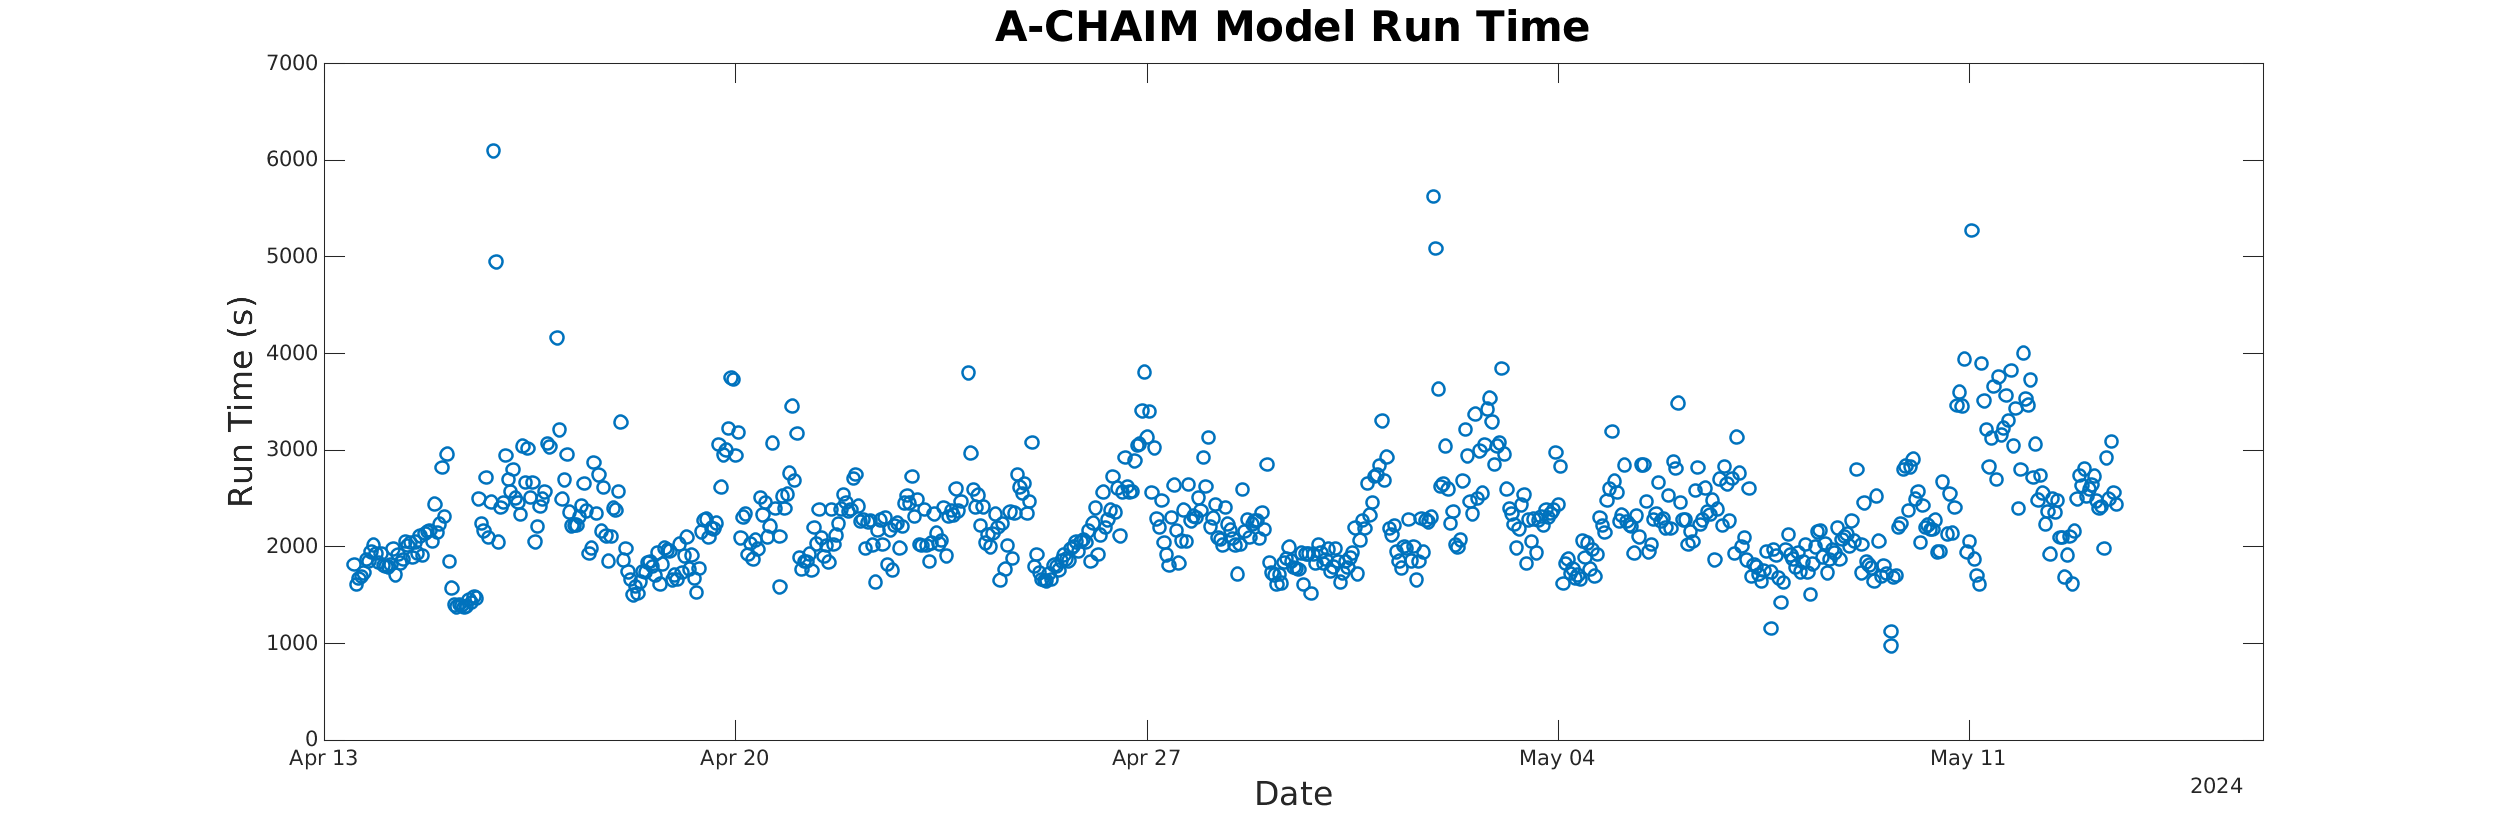 A-CHAIM Model Run Time
7000
6000
5000
4000
3000
2000
1000
0
Run Time (s)
Apr 13
Apr 20
Apr 27
May 04
May 11
Date
2024